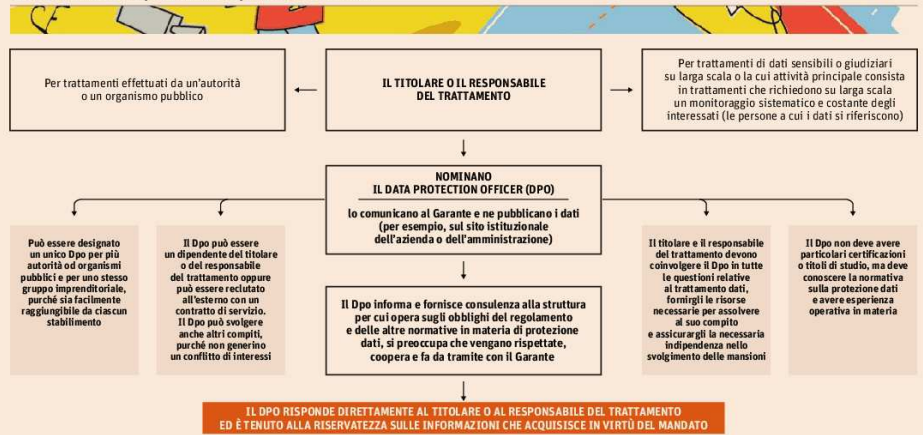 Per trattamenti effettuati da un'autorità
o un organismo pubblico
IL TITOLARE O IL RESPONSABILE
DEL TRATTAMENTO
Per trattamenti di dati sensibili o giudiziari
su larga scala o la cui attività principale consista
in trattamenti che richiedono su larga scala
un monitoraggio sistematico e costante degli
interessati (le persone a cui i dati si riferiscono)
NOMINANO
IL DATA PROTECTION OFFICER (DPO)
lo comunicano al Garante e ne pubblicano i dati
(per esempio, sul sito istituzionale
dell'azienda o dell'amministrazione)
Può essere designato
un unico Dpo per più
autorità od organismi
pubblici e per uno stesso
gruppo imprenditoriale,
purché sia facilmente
raggiungibile da ciascun
stabilimento
Il Dpo può essere
un dipendente del titolare
o del responsabile
del trattamento oppure
può essere reclutato
all'esterno con un
contratto di servizio.
Il Dpo può svolgere
anche altri compiti,
purché non generino
un conflitto di interessi
Il Dpo informa e fornisce consulenza alla struttura
per cui opera sugli obblighi del regolamento
e delle altre normative in materia di protezione
dati, si preoccupa che vengano rispettate,
coopera e fa da tramite con il Garante
Il titolare e il responsabile
del trattamento devono
coinvolgere il Dpo in tutte
le questioni relative
al trattamento dati,
fornirgli le risorse
necessarie per assolvere
al suo compito
e assicurargli la necessaria
indipendenza nello
svolgimento delle mansioni
Il Dpo non deve avere
particolari certificazioni
o titoli di studio, ma deve
conoscere la normativa
sulla protezione dati
e avere esperienza
operativa in materia
IL DPO RISPONDE DIRETTAMENTE AL TITOLARE O AL RESPONSABILE DEL TRATTAMENTO
ED È TENUTO ALLA RISERVATEZZA SULLE INFORMAZIONI CHE ACQUISISCE IN VIRTÙ DEL MANDATO